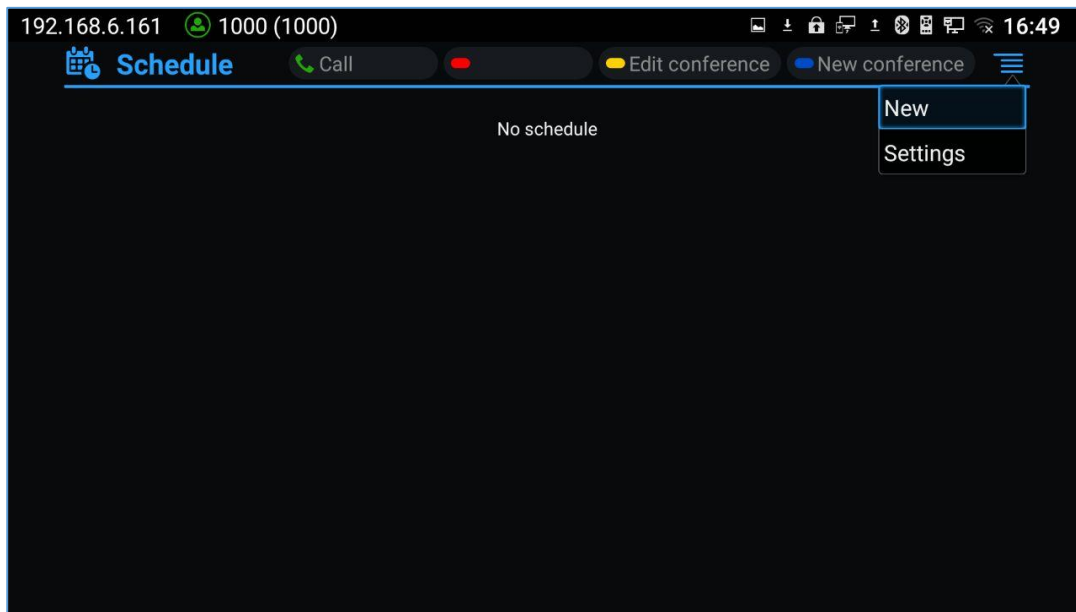 192.168.6.161 1000 (1000) 16:49
Schedule Call Edit conference New conference
New
No schedule
Settings